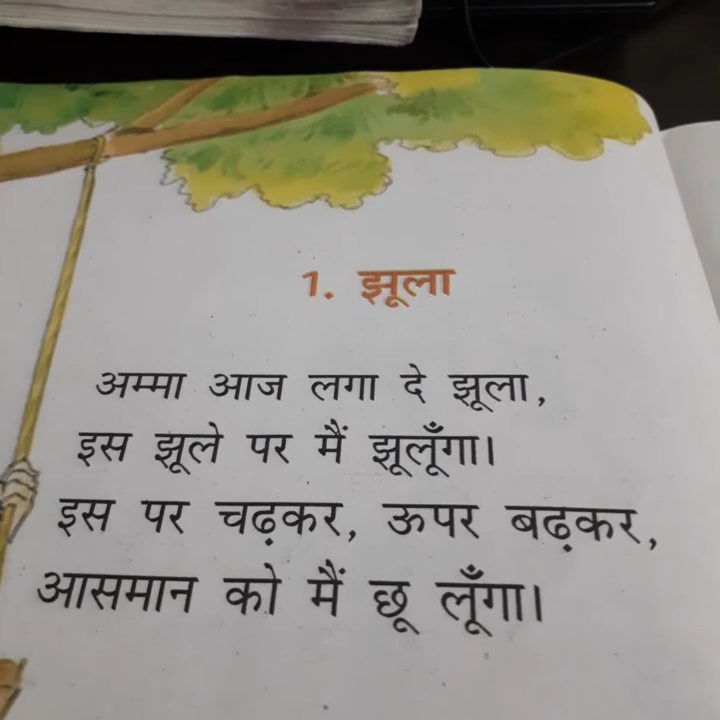 1. झूला
अम्मा आज लगा दे झूला,
इस झूले पर मैं झूलूँगा।
इस पर चढ़कर, ऊपर बढ़कर,
आसमान को मैं छू लूँगा।